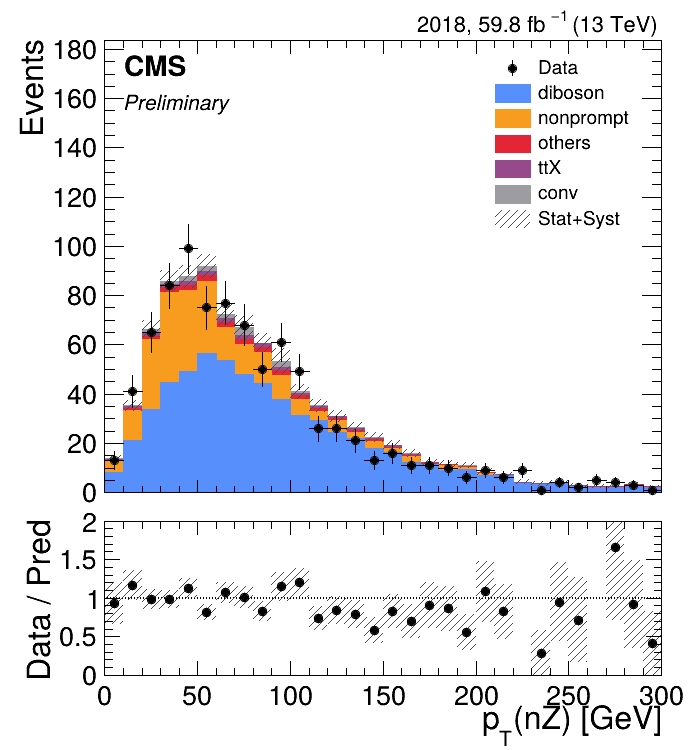 2018, 59.8 fb⁻¹ (13 TeV)
Events
180
160
140
120
100
80
60
40
20
0
CMS
Preliminary
Data
diboson
nonprompt
others
ttX
conv
Stat+Syst
Data / Pred
2
1.5
1
0.5
0
0 50 100 150 200 250 300
p_T(nZ) [GeV]